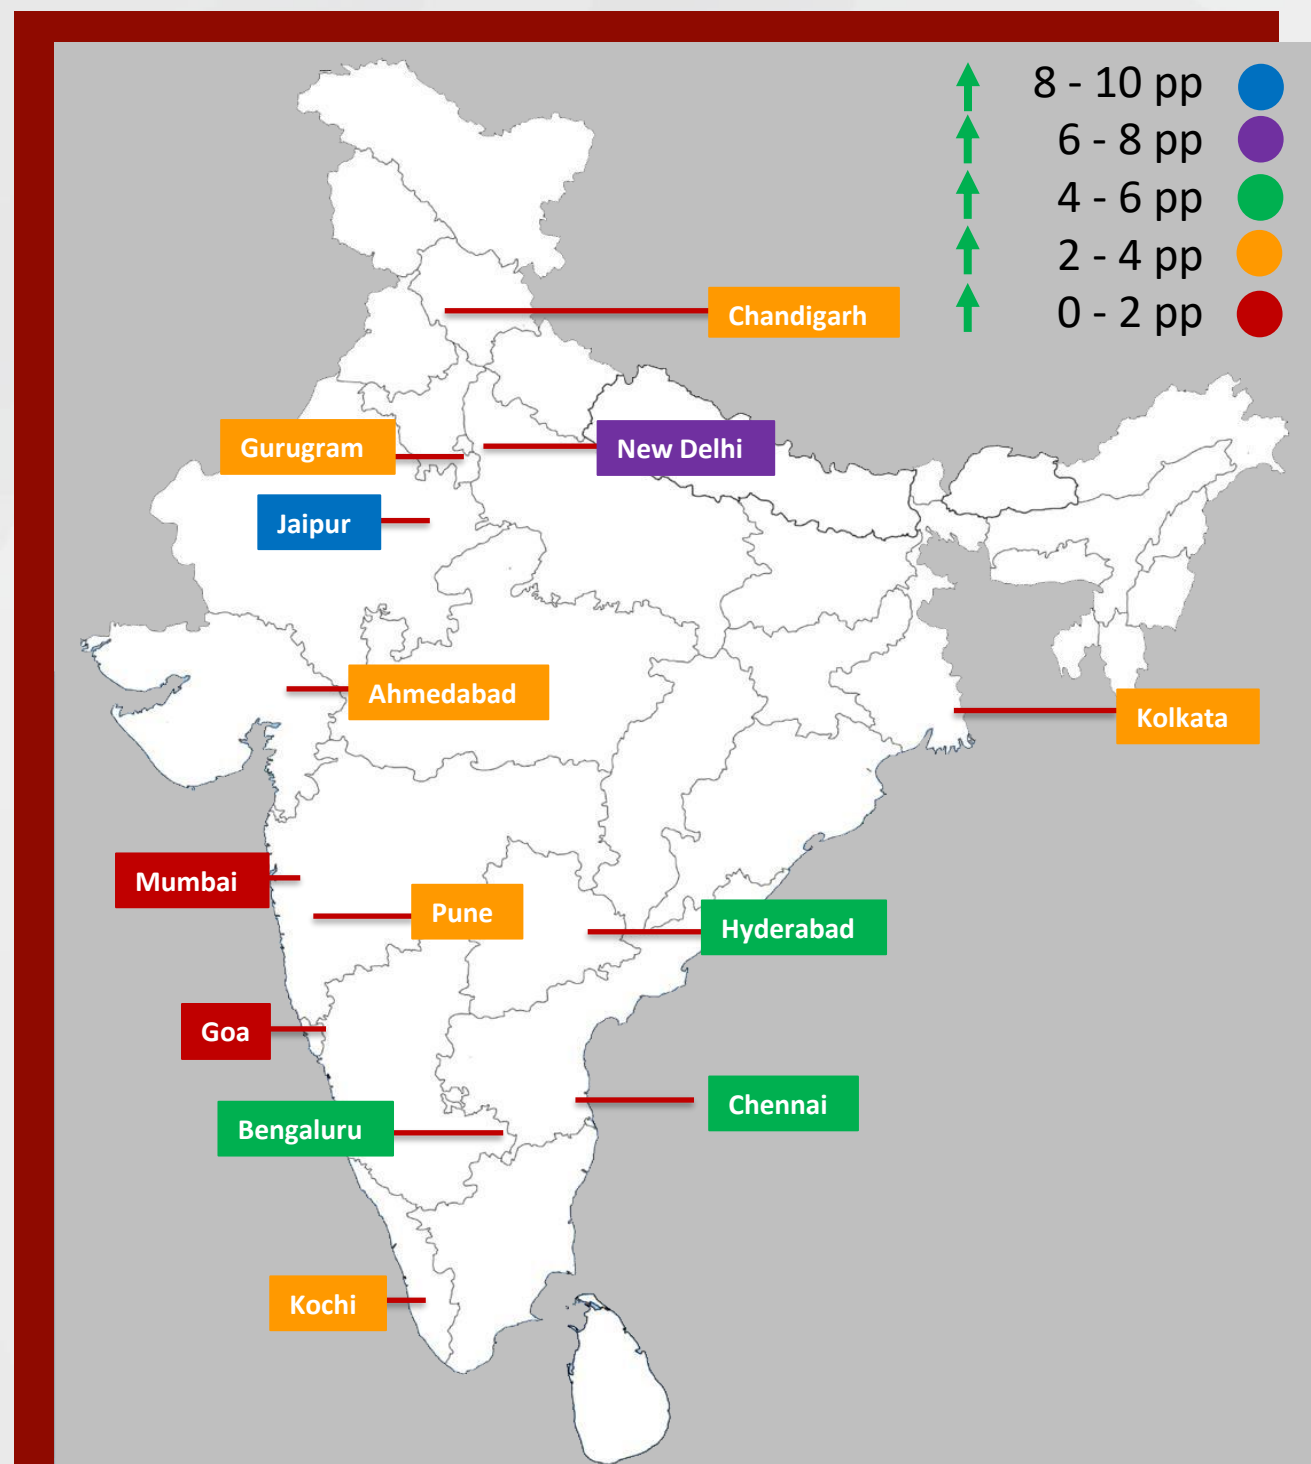 8 - 10 pp
6 - 8 pp
4 - 6 pp
2 - 4 pp
0 - 2 pp
Chandigarh
Gurugram
New Delhi
Jaipur
Ahmedabad
Kolkata
Mumbai
Pune
Hyderabad
Goa
Chennai
Bengaluru
Kochi